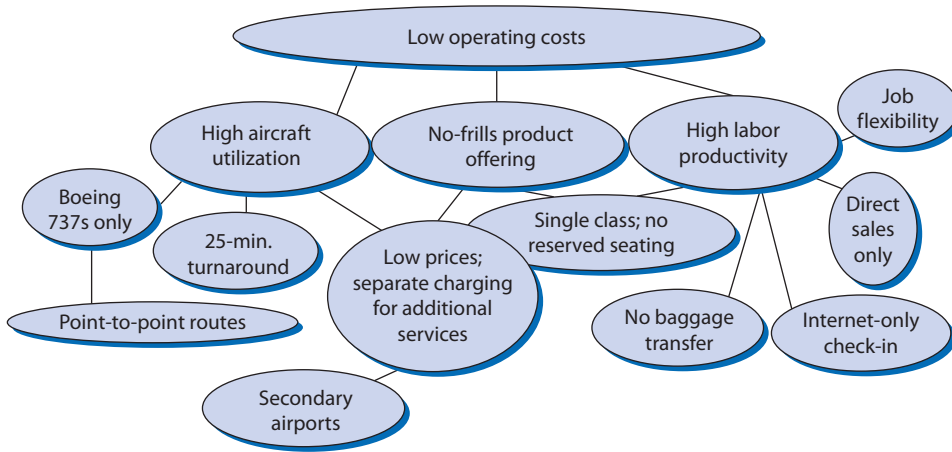 Low operating costs
High aircraft
utilization
No-frills product
offering
High labor
productivity
Job
flexibility
Boeing
737s only
25-min.
turnaround
Low prices;
separate charging
for additional
services
Single class; no
reserved seating
Direct
sales
only
Point-to-point routes
No baggage
transfer
Internet-only
check-in
Secondary
airports